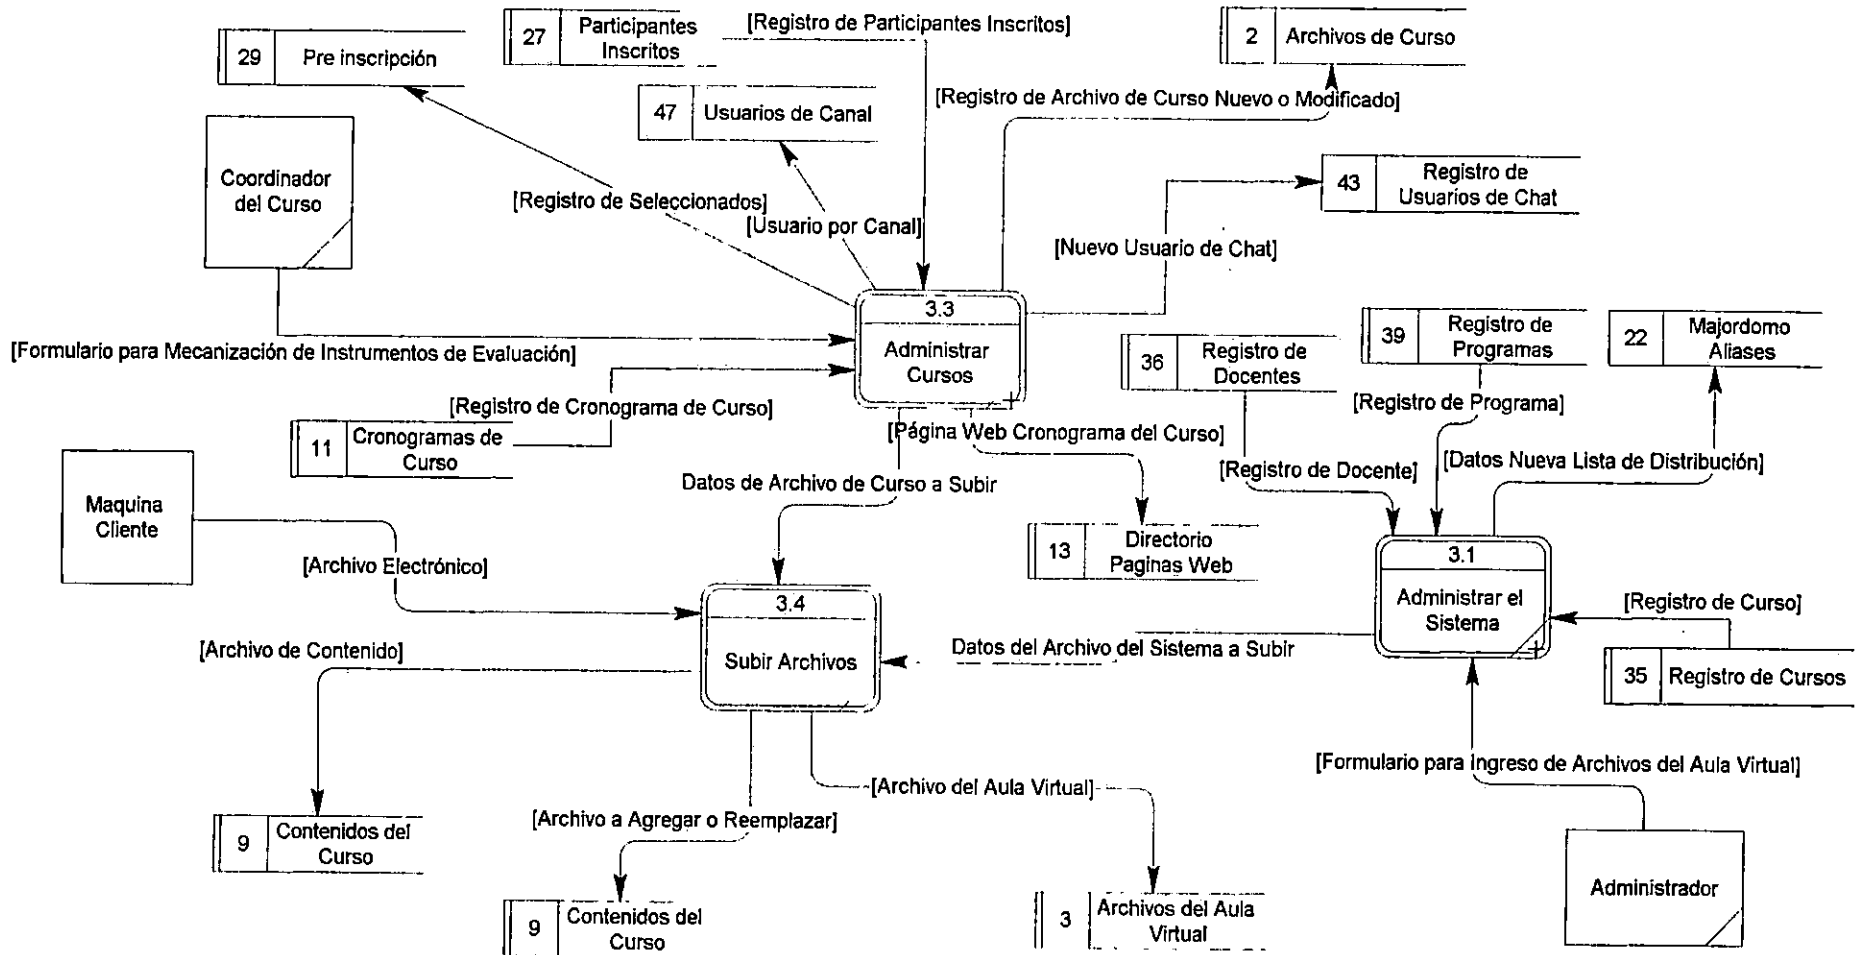 [Registro de Participantes Inscritos]
27
Participantes
Inscritos
29
Pre inscripción
2
Archivos de Curso
47
Usuarios de Canal
[Registro de Archivo de Curso Nuevo o Modificado]
Coordinador
del Curso
43
Registro de
Usuarios de Chat
[Registro de Seleccionados]
[Usuario por Canal]
[Nuevo Usuario de Chat]
3.3
Administrar
Cursos
[Formulario para Mecanización de Instrumentos de Evaluación]
36
Registro de
Docentes
39
Registro de
Programas
22
Majordomo
Aliases
[Registro de Cronograma de Curso]
[Registro de Programa]
11
Cronogramas de
Curso
[Página Web Cronograma del Curso]
[Registro de Docente]
[Datos Nueva Lista de Distribución]
Datos de Archivo de Curso a Subir
Maquina
Cliente
13
Directorio
Paginas Web
[Archivo Electrónico]
3.1
Administrar el
Sistema
3.4
Subir Archivos
[Registro de Curso]
[Archivo de Contenido]
Datos del Archivo del Sistema a Subir
35
Registro de Cursos
[Formulario para Ingreso de Archivos del Aula Virtual]
[Archivo del Aula Virtual]
[Archivo a Agregar o Reemplazar]
9
Contenidos del
Curso
9
Contenidos del
Curso
3
Archivos del Aula
Virtual
Administrador